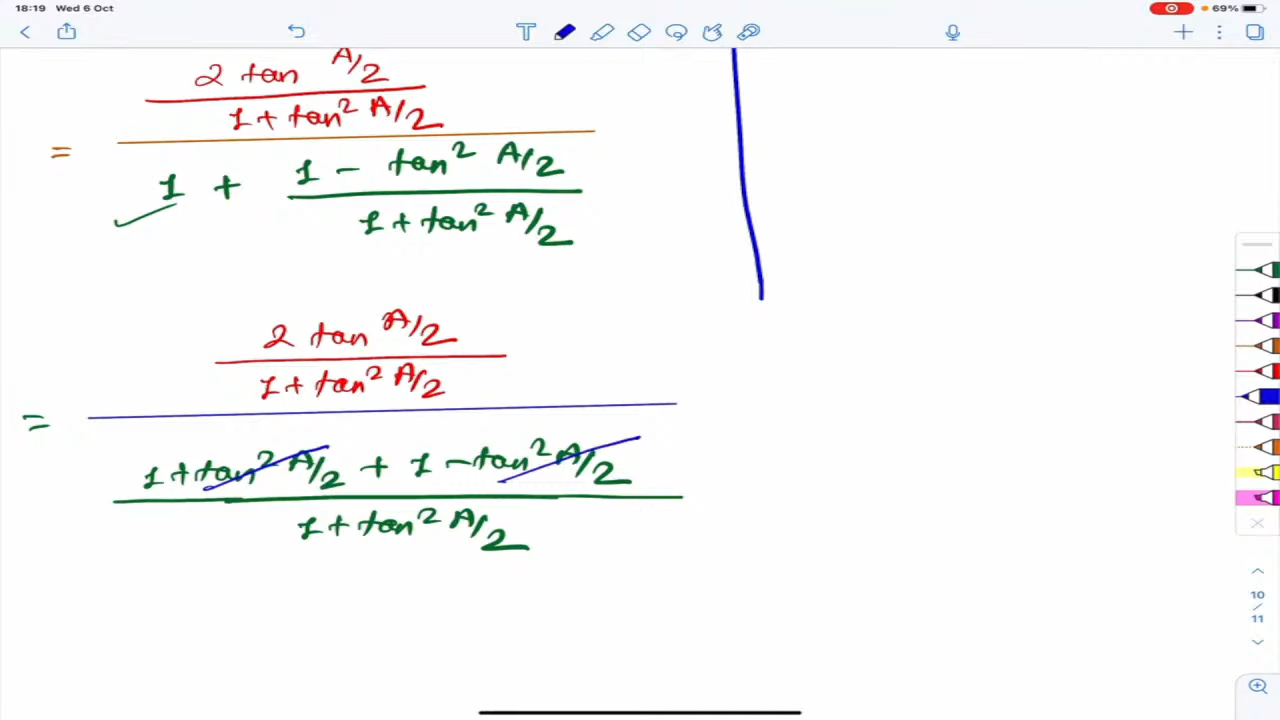 18:19 Wed 6 Oct
69%
2 tan A/2
1 + tan² A/2
=
1 + 1 - tan² A/2
1 + tan² A/2
2 tan A/2
1 + tan² A/2
=
1 + tan² A/2 + 1 - tan² A/2
1 + tan² A/2
10
/
11